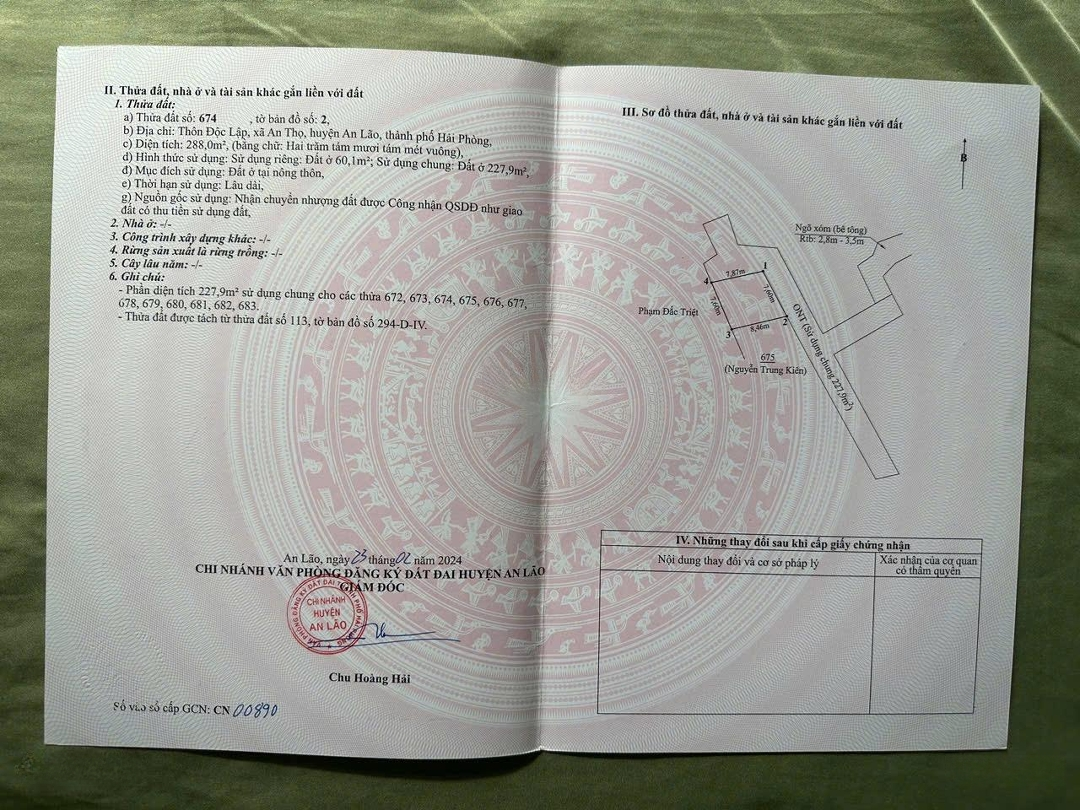 II. Thửa đất, nhà ở và tài sản khác gắn liền với đất
1. Thửa đất:
a) Thửa đất số: 674 , tờ bản đồ số: 2,
b) Địa chỉ: Thôn Độc Lập, xã An Thọ, huyện An Lão, thành phố Hải Phòng,
c) Diện tích: 288,0m², (bằng chữ: Hai trăm tám mươi tám mét vuông),
d) Hình thức sử dụng: Sử dụng riêng: Đất ở 60,1m²; Sử dụng chung: Đất ở 227,9m²,
đ) Mục đích sử dụng: Đất ở tại nông thôn,
e) Thời hạn sử dụng: Lâu dài,
g) Nguồn gốc sử dụng: Nhận chuyển nhượng đất được Công nhận QSDĐ như giao
đất có thu tiền sử dụng đất,
2. Nhà ở: -/-
3. Công trình xây dựng khác: -/-
4. Rừng sản xuất là rừng trồng: -/-
5. Cây lâu năm: -/-
6. Ghi chú:
- Phần diện tích 227,9m² sử dụng chung cho các thửa 672, 673, 674, 675, 676, 677,
678, 679, 680, 681, 682, 683.
- Thửa đất được tách từ thửa đất số 113, tờ bản đồ số 294-D-IV.
An Lão, ngày 23 tháng 02 năm 2024
CHI NHÁNH VĂN PHÒNG ĐĂNG KÝ ĐẤT ĐAI HUYỆN AN LÃO
GIÁM ĐỐC
CHI NHÁNH
HUYỆN
AN LÃO
Chu Hoàng Hải
Số vào sổ cấp GCN: CN 00890
III. Sơ đồ thửa đất, nhà ở và tài sản khác gắn liền với đất
B
Ngõ xóm (bê tông)
Rtb: 2,8m - 3,5m
1
7,87m
4
7,60m
7,60m
Phạm Đắc Triệt
2
3
8,46m
ONT (Sử dụng chung 227,9m²)
675
(Nguyễn Trung Kiên)
IV. Những thay đổi sau khi cấp giấy chứng nhận
Nội dung thay đổi và cơ sở pháp lý
Xác nhận của cơ quan
có thẩm quyền